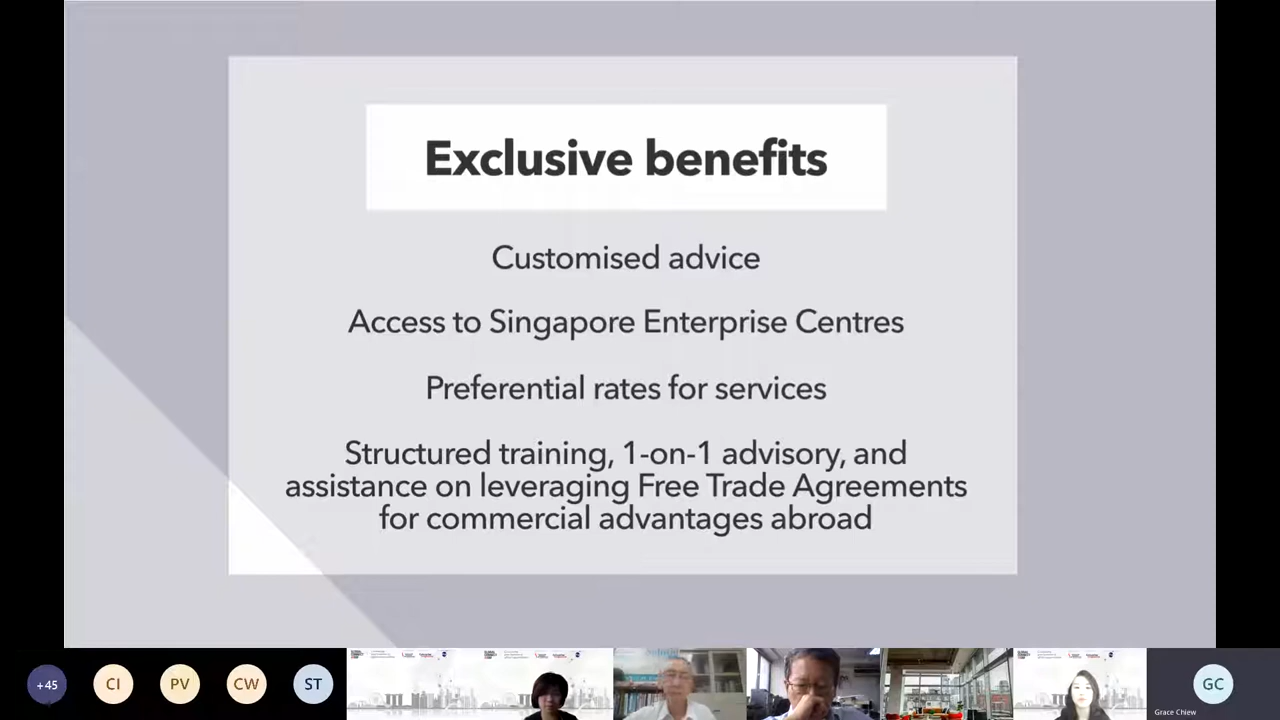 Exclusive benefits
Customised advice
Access to Singapore Enterprise Centres
Preferential rates for services
Structured training, 1-on-1 advisory, and
assistance on leveraging Free Trade Agreements
for commercial advantages abroad
+45
CI
PV
CW
ST
GC
Grace Chiew